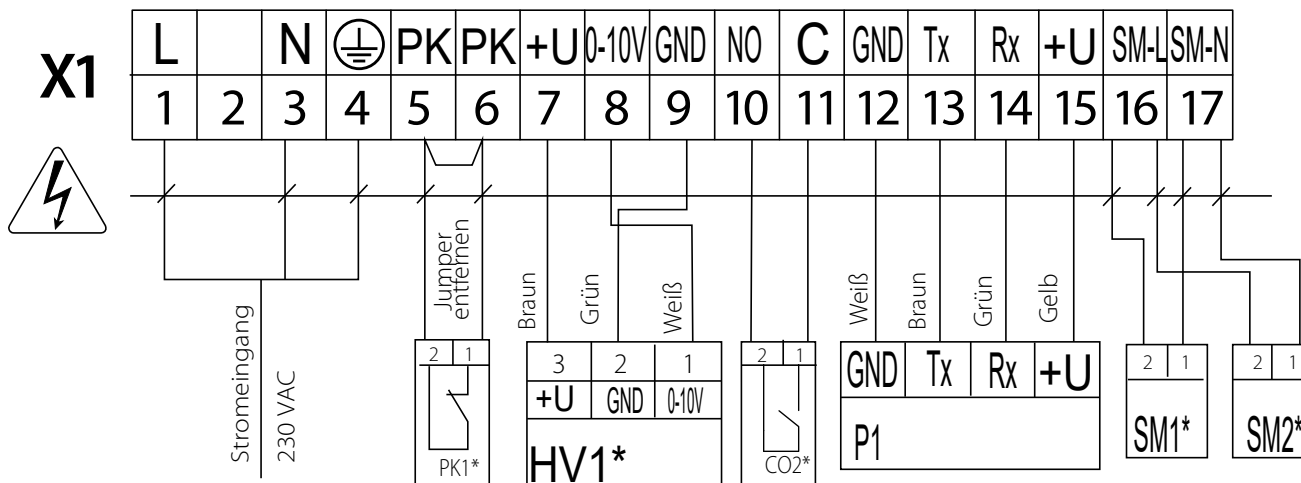 X1
L N PK PK +U 0-10V GND NO C GND Tx Rx +U SM-L SM-N
1 2 3 4 5 6 7 8 9 10 11 12 13 14 15 16 17
Stromeingang
230 VAC
Jumper
entfernen
Braun
Grün
Weiß
Weiß
Braun
Grün
Gelb
2 1
PK1*
3 2 1
+U GND 0-10V
HV1*
2 1
CO2*
GND Tx Rx +U
P1
2 1
SM1*
2 1
SM2*